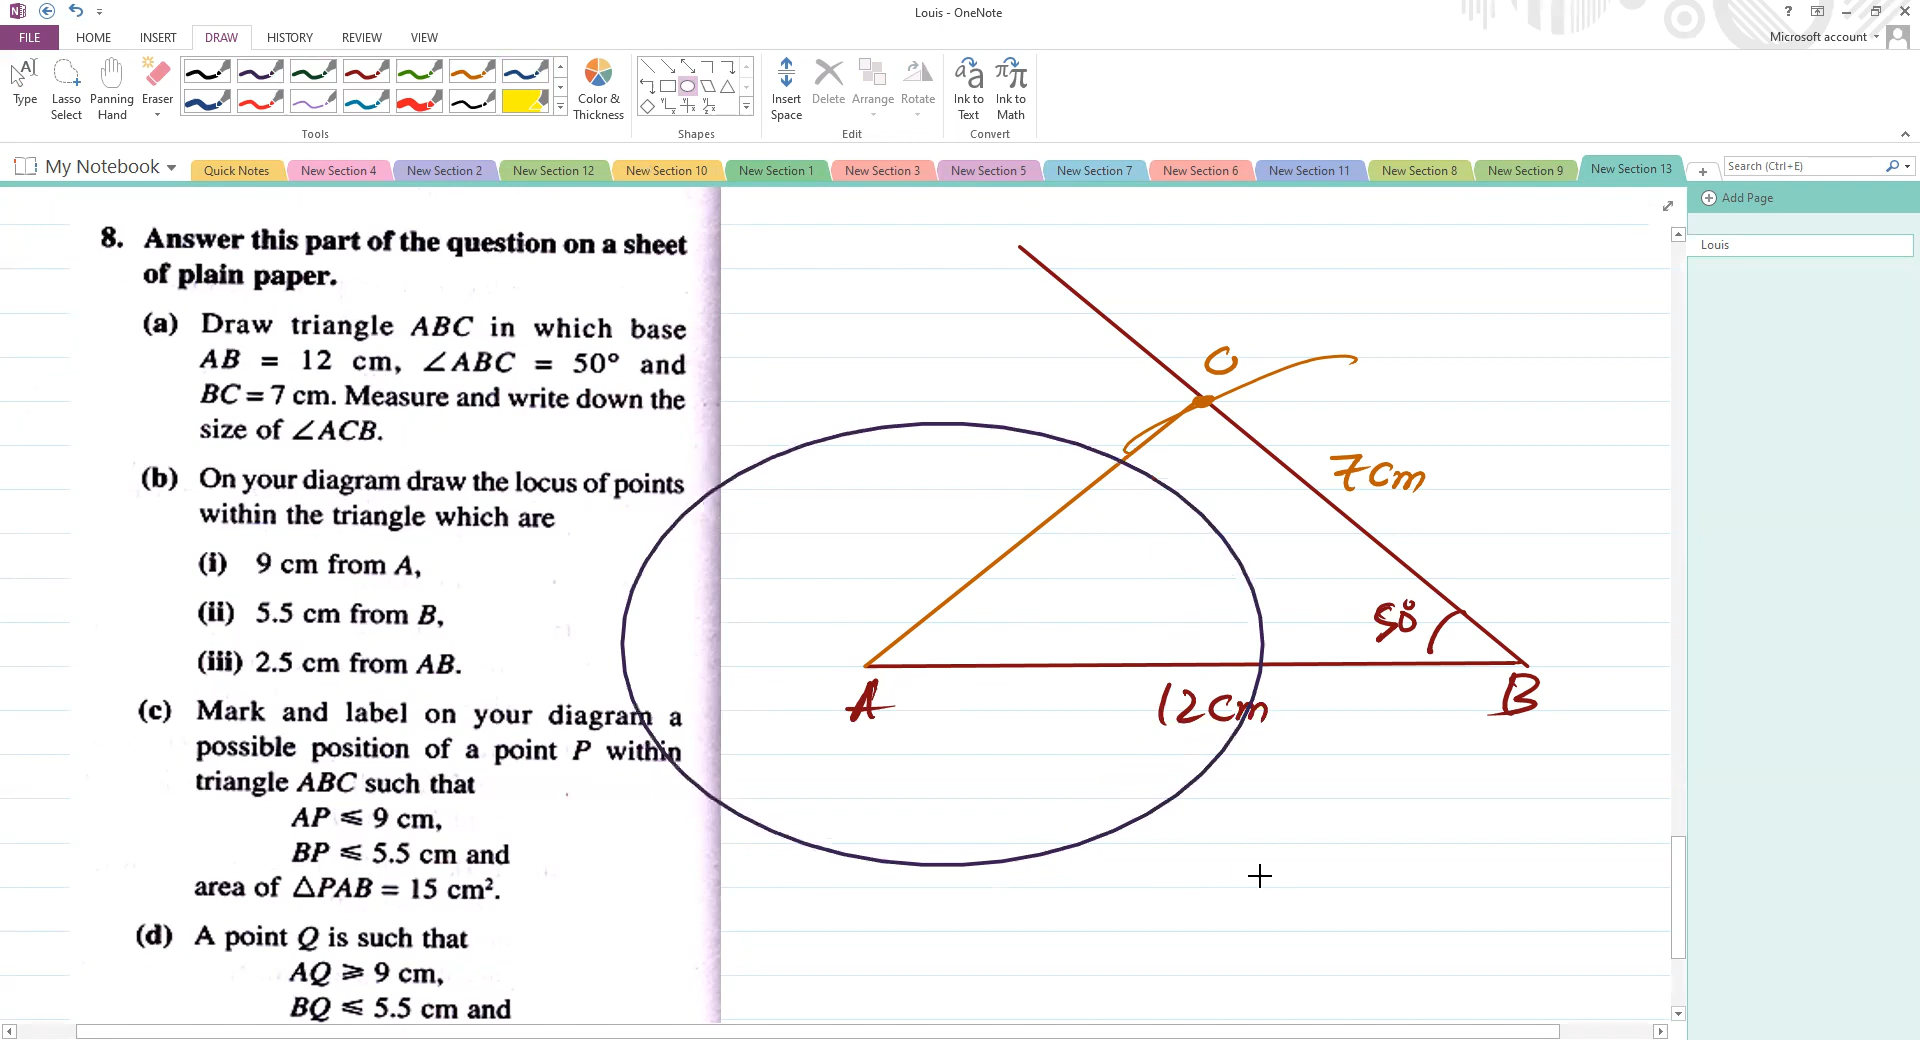 Louis - OneNote
FILE HOME INSERT DRAW HISTORY REVIEW VIEW
Microsoft account
Type
Lasso Select
Panning Hand
Eraser
Color & Thickness
Insert Space
Delete
Arrange
Rotate
Ink to Text
Ink to Math
Tools
Shapes
Edit
Convert
My Notebook
Quick Notes
New Section 4
New Section 2
New Section 12
New Section 10
New Section 1
New Section 3
New Section 5
New Section 7
New Section 6
New Section 11
New Section 8
New Section 9
New Section 13
Search (Ctrl+E)
Add Page
Louis
8. Answer this part of the question on a sheet
of plain paper.
(a) Draw triangle ABC in which base
AB = 12 cm, ∠ABC = 50° and
BC = 7 cm. Measure and write down the
size of ∠ACB.
(b) On your diagram draw the locus of points
within the triangle which are
(i) 9 cm from A,
(ii) 5.5 cm from B,
(iii) 2.5 cm from AB.
(c) Mark and label on your diagram a
possible position of a point P within
triangle ABC such that
AP ⩽ 9 cm,
BP ⩽ 5.5 cm and
area of △PAB = 15 cm².
(d) A point Q is such that
AQ ⩾ 9 cm,
BQ ⩽ 5.5 cm and
C
7cm
50°
A
12cm
B